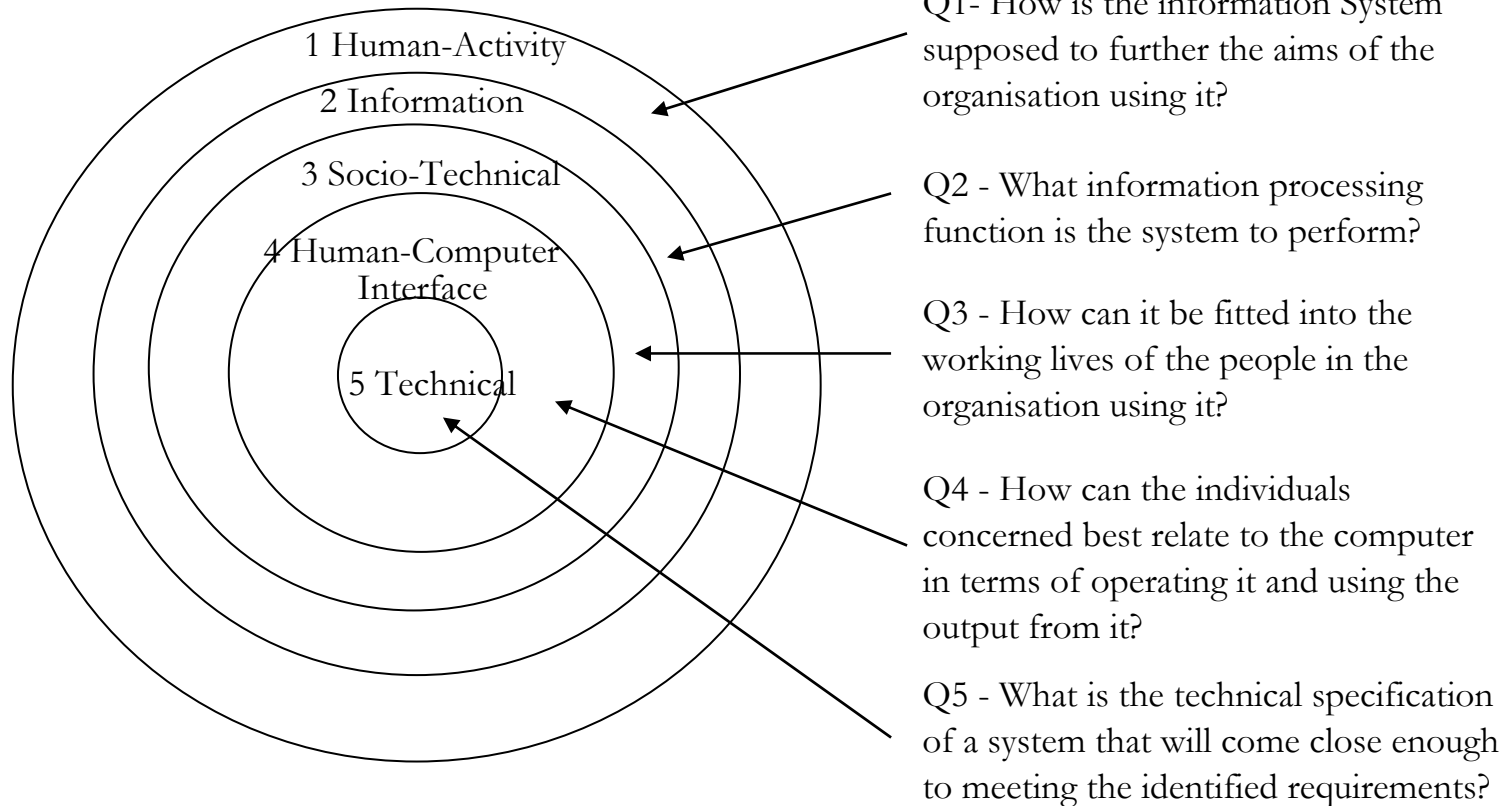 1 Human-Activity
2 Information
3 Socio-Technical
4 Human-Computer
Interface
5 Technical
Q1- How is the information System
supposed to further the aims of the
organisation using it?
Q2 - What information processing
function is the system to perform?
Q3 - How can it be fitted into the
working lives of the people in the
organisation using it?
Q4 - How can the individuals
concerned best relate to the computer
in terms of operating it and using the
output from it?
Q5 - What is the technical specification
of a system that will come close enough
to meeting the identified requirements?